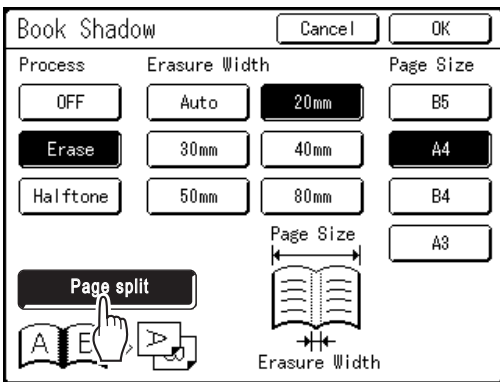 Book Shadow Cancel OK
Process Erasure Width Page Size
OFF Auto 20mm B5
Erase 30mm 40mm A4
Halftone 50mm 80mm B4
Page Size A3
Page split
A A
Erasure Width